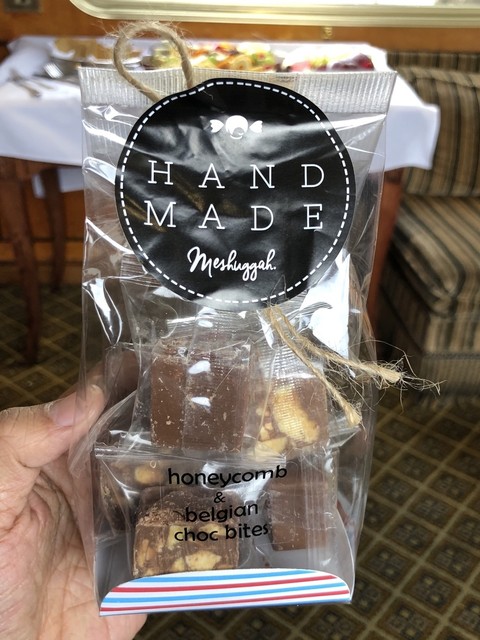 HAND
MADE
Meshuggah.
honeycomb
&
belgian
choc bites